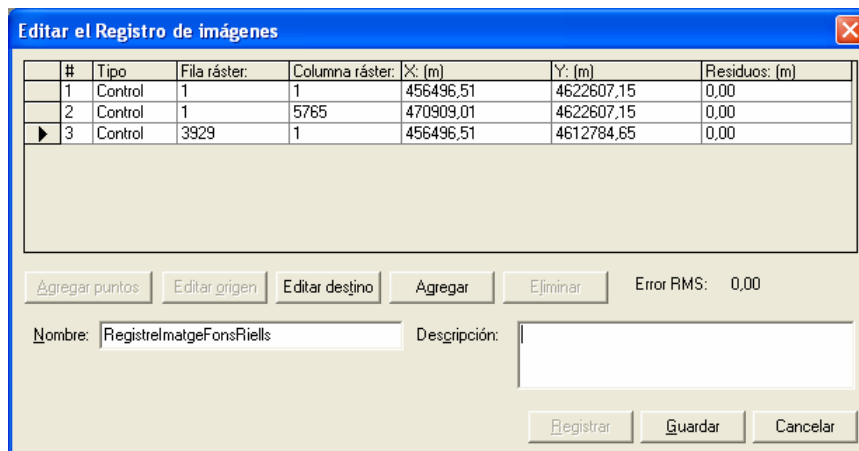 Editar el Registro de imágenes
# Tipo Fila ráster: Columna ráster: X: (m) Y: (m) Residuos: (m)
1 Control 1 1 456496,51 4622607,15 0,00
2 Control 1 5765 470909,01 4622607,15 0,00
3 Control 3929 1 456496,51 4612784,65 0,00
Agregar puntos Editar origen Editar destino Agregar Eliminar Error RMS: 0,00
Nombre: RegistreImatgeFonsRiells Descripción:
Registrar Guardar Cancelar